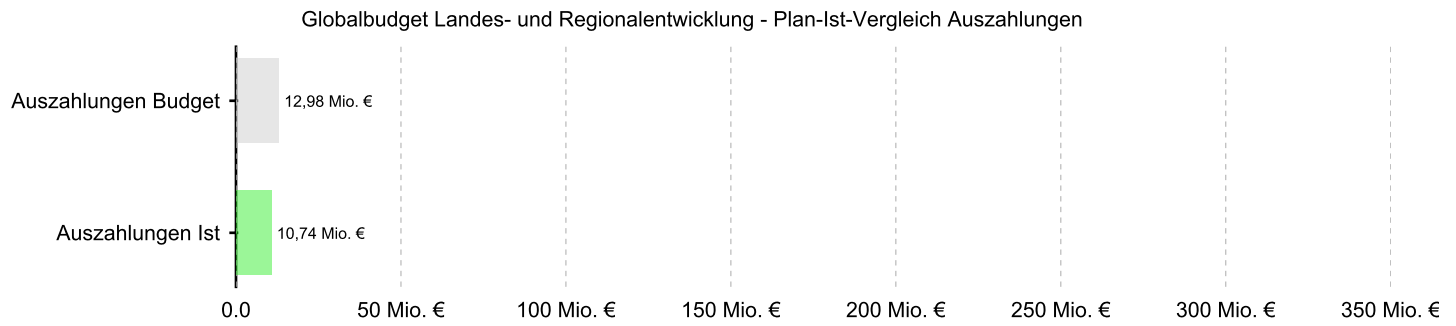 Globalbudget Landes- und Regionalentwicklung - Plan-Ist-Vergleich Auszahlungen
Auszahlungen Budget
12,98 Mio. €
Auszahlungen Ist
10,74 Mio. €
0.0 50 Mio. € 100 Mio. € 150 Mio. € 200 Mio. € 250 Mio. € 300 Mio. € 350 Mio. €